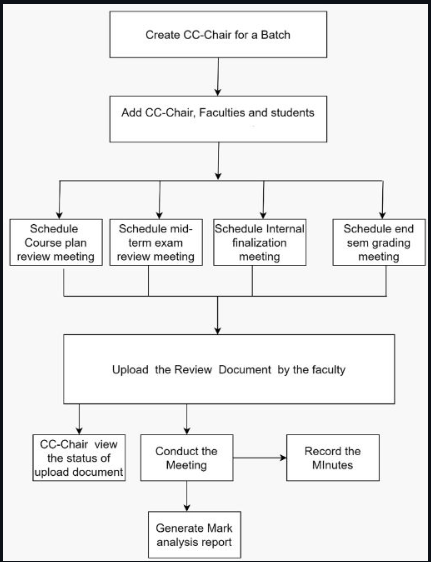 Create CC-Chair for a Batch
Add CC-Chair, Faculties and students
Schedule
Course plan
review meeting
Schedule mid-
term exam
review meeting
Schedule Internal
finalization
meeting
Schedule end
sem grading
meeting
Upload the Review Document by the faculty
CC-Chair view
the status of
upload document
Conduct the
Meeting
Record the
MInutes
Generate Mark
analysis report